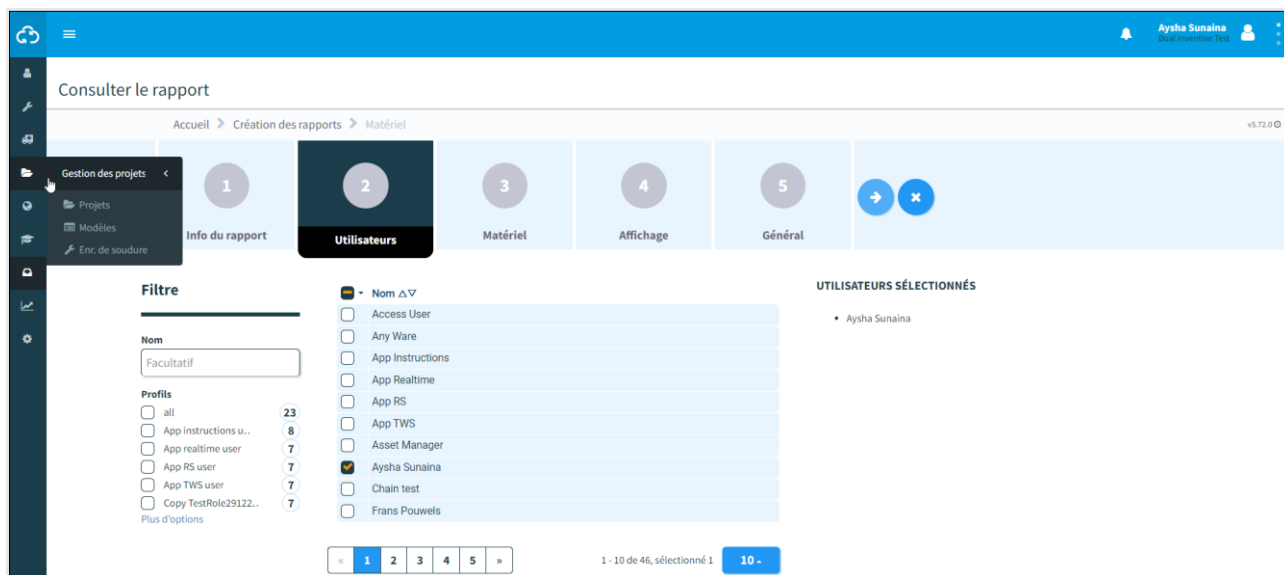 Aysha Sunaina
Dual Inventive Test
Consulter le rapport
Accueil Création des rapports Matériel
v5.72.0
Gestion des projets
Projets
Modèles
Enr. de soudure
1
Info du rapport
2
Utilisateurs
3
Matériel
4
Affichage
5
Général
Filtre
Nom
Facultatif
Profils
all 23
App instructions u.. 8
App realtime user 7
App RS user 7
App TWS user 7
Copy TestRole29122.. 7
Plus d'options
Nom
Access User
Any Ware
App Instructions
App Realtime
App RS
App TWS
Asset Manager
Aysha Sunaina
Chain test
Frans Pouwels
« 1 2 3 4 5 »
1 - 10 de 46, sélectionné 1
10
UTILISATEURS SÉLECTIONNÉS
Aysha Sunaina